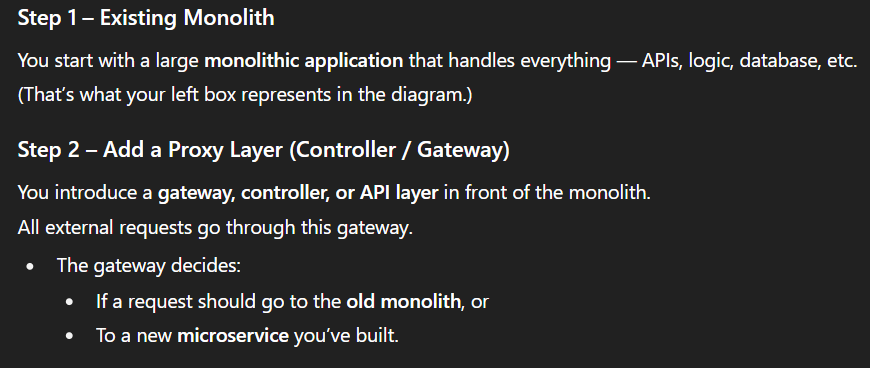 Step 1 – Existing Monolith
You start with a large monolithic application that handles everything — APIs, logic, database, etc.
(That’s what your left box represents in the diagram.)
Step 2 – Add a Proxy Layer (Controller / Gateway)
You introduce a gateway, controller, or API layer in front of the monolith.
All external requests go through this gateway.
• The gateway decides:
• If a request should go to the old monolith, or
• To a new microservice you’ve built.